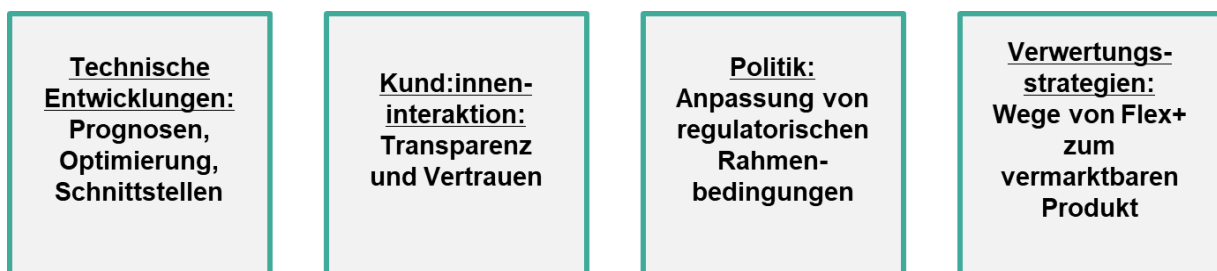 Technische
Entwicklungen:
Prognosen,
Optimierung,
Schnittstellen
Kund:innen-
interaktion:
Transparenz
und Vertrauen
Politik:
Anpassung von
regulatorischen
Rahmen-
bedingungen
Verwertungs-
strategien:
Wege von Flex+
zum
vermarktbaren
Produkt